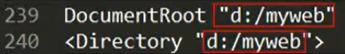 239 DocumentRoot "d:/myweb"
240 <Directory "d:/myweb">